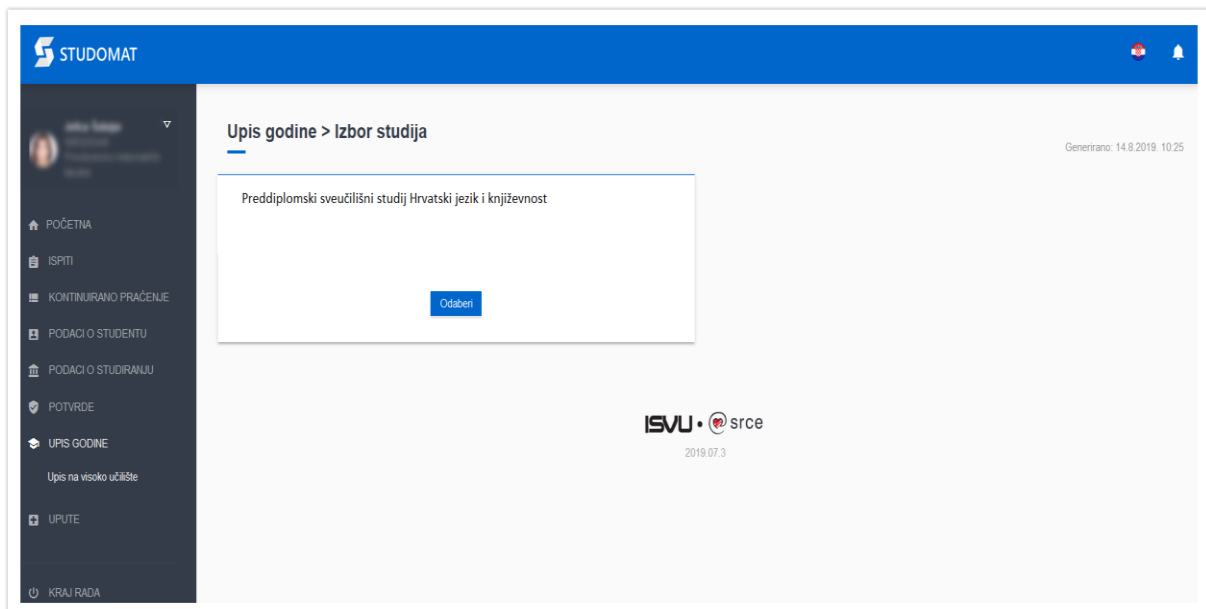 STUDOMAT
Upis godine > Izbor studija
Generirano: 14.8.2019. 10:25
Preddiplomski sveučilišni studij Hrvatski jezik i književnost
Odaberi
POČETNA
ISPITI
KONTINUIRANO PRAĆENJE
PODACI O STUDENTU
PODACI O STUDIRANJU
POTVRDE
UPIS GODINE
Upis na visoko učilište
UPUTE
KRAJ RADA
ISVU • srce
2019.07.3